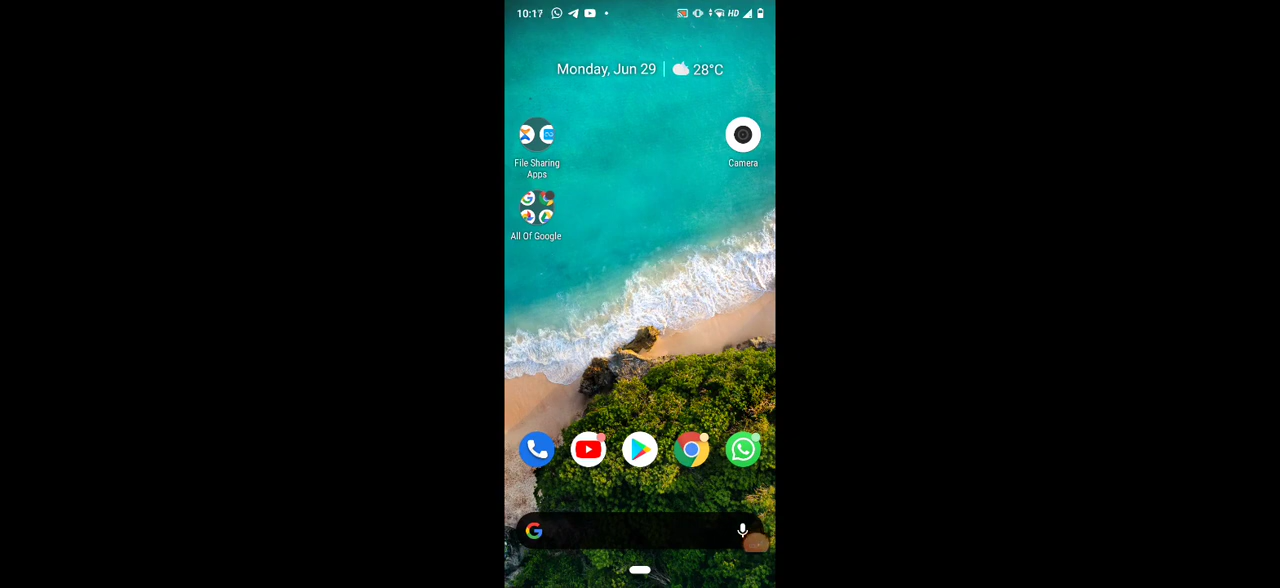 10:17
HD
Monday, Jun 29 | 28°C
File Sharing
Apps
Camera
All Of Google